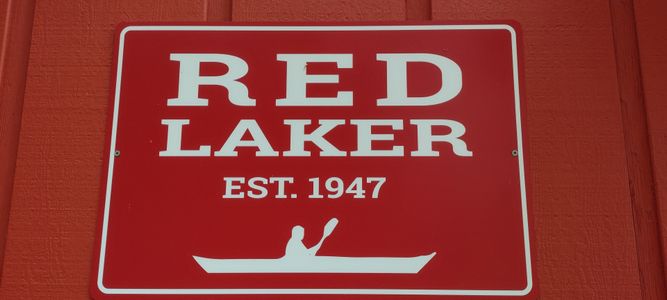 RED
LAKER
EST. 1947